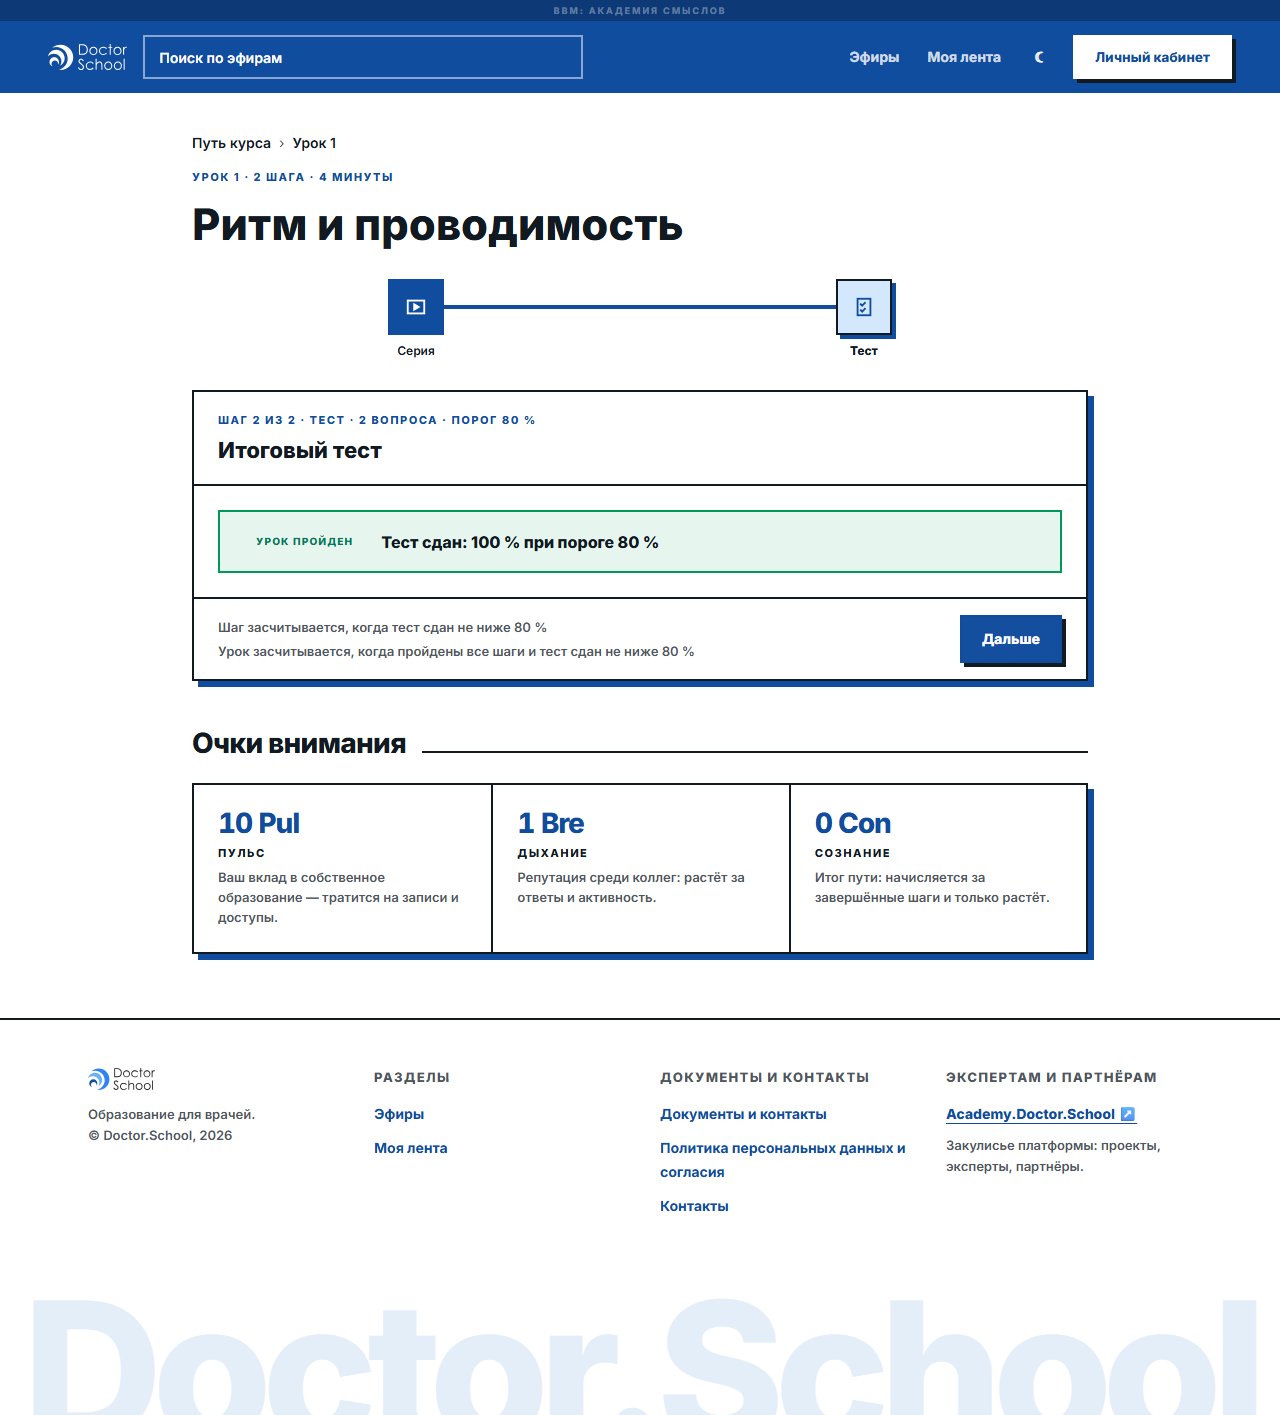 ВВМ: АКАДЕМИЯ СМЫСЛОВ
Doctor School
Поиск по эфирам
Эфиры
Моя лента
Личный кабинет
Путь курса › Урок 1
УРОК 1 · 2 ШАГА · 4 МИНУТЫ
Ритм и проводимость
Серия
Тест
ШАГ 2 ИЗ 2 · ТЕСТ · 2 ВОПРОСА · ПОРОГ 80 %
Итоговый тест
УРОК ПРОЙДЕН
Тест сдан: 100 % при пороге 80 %
Шаг засчитывается, когда тест сдан не ниже 80 %
Урок засчитывается, когда пройдены все шаги и тест сдан не ниже 80 %
Дальше
Очки внимания
10 Pul
ПУЛЬС
Ваш вклад в собственное
образование — тратится на записи и
доступы.
1 Bre
ДЫХАНИЕ
Репутация среди коллег: растёт за
ответы и активность.
0 Con
СОЗНАНИЕ
Итог пути: начисляется за
завершённые шаги и только растёт.
Doctor School
Образование для врачей.
© Doctor.School, 2026
РАЗДЕЛЫ
Эфиры
Моя лента
ДОКУМЕНТЫ И КОНТАКТЫ
Документы и контакты
Политика персональных данных и
согласия
Контакты
ЭКСПЕРТАМ И ПАРТНЁРАМ
Academy.Doctor.School ↗
Закулисье платформы: проекты,
эксперты, партнёры.
Doctor.School